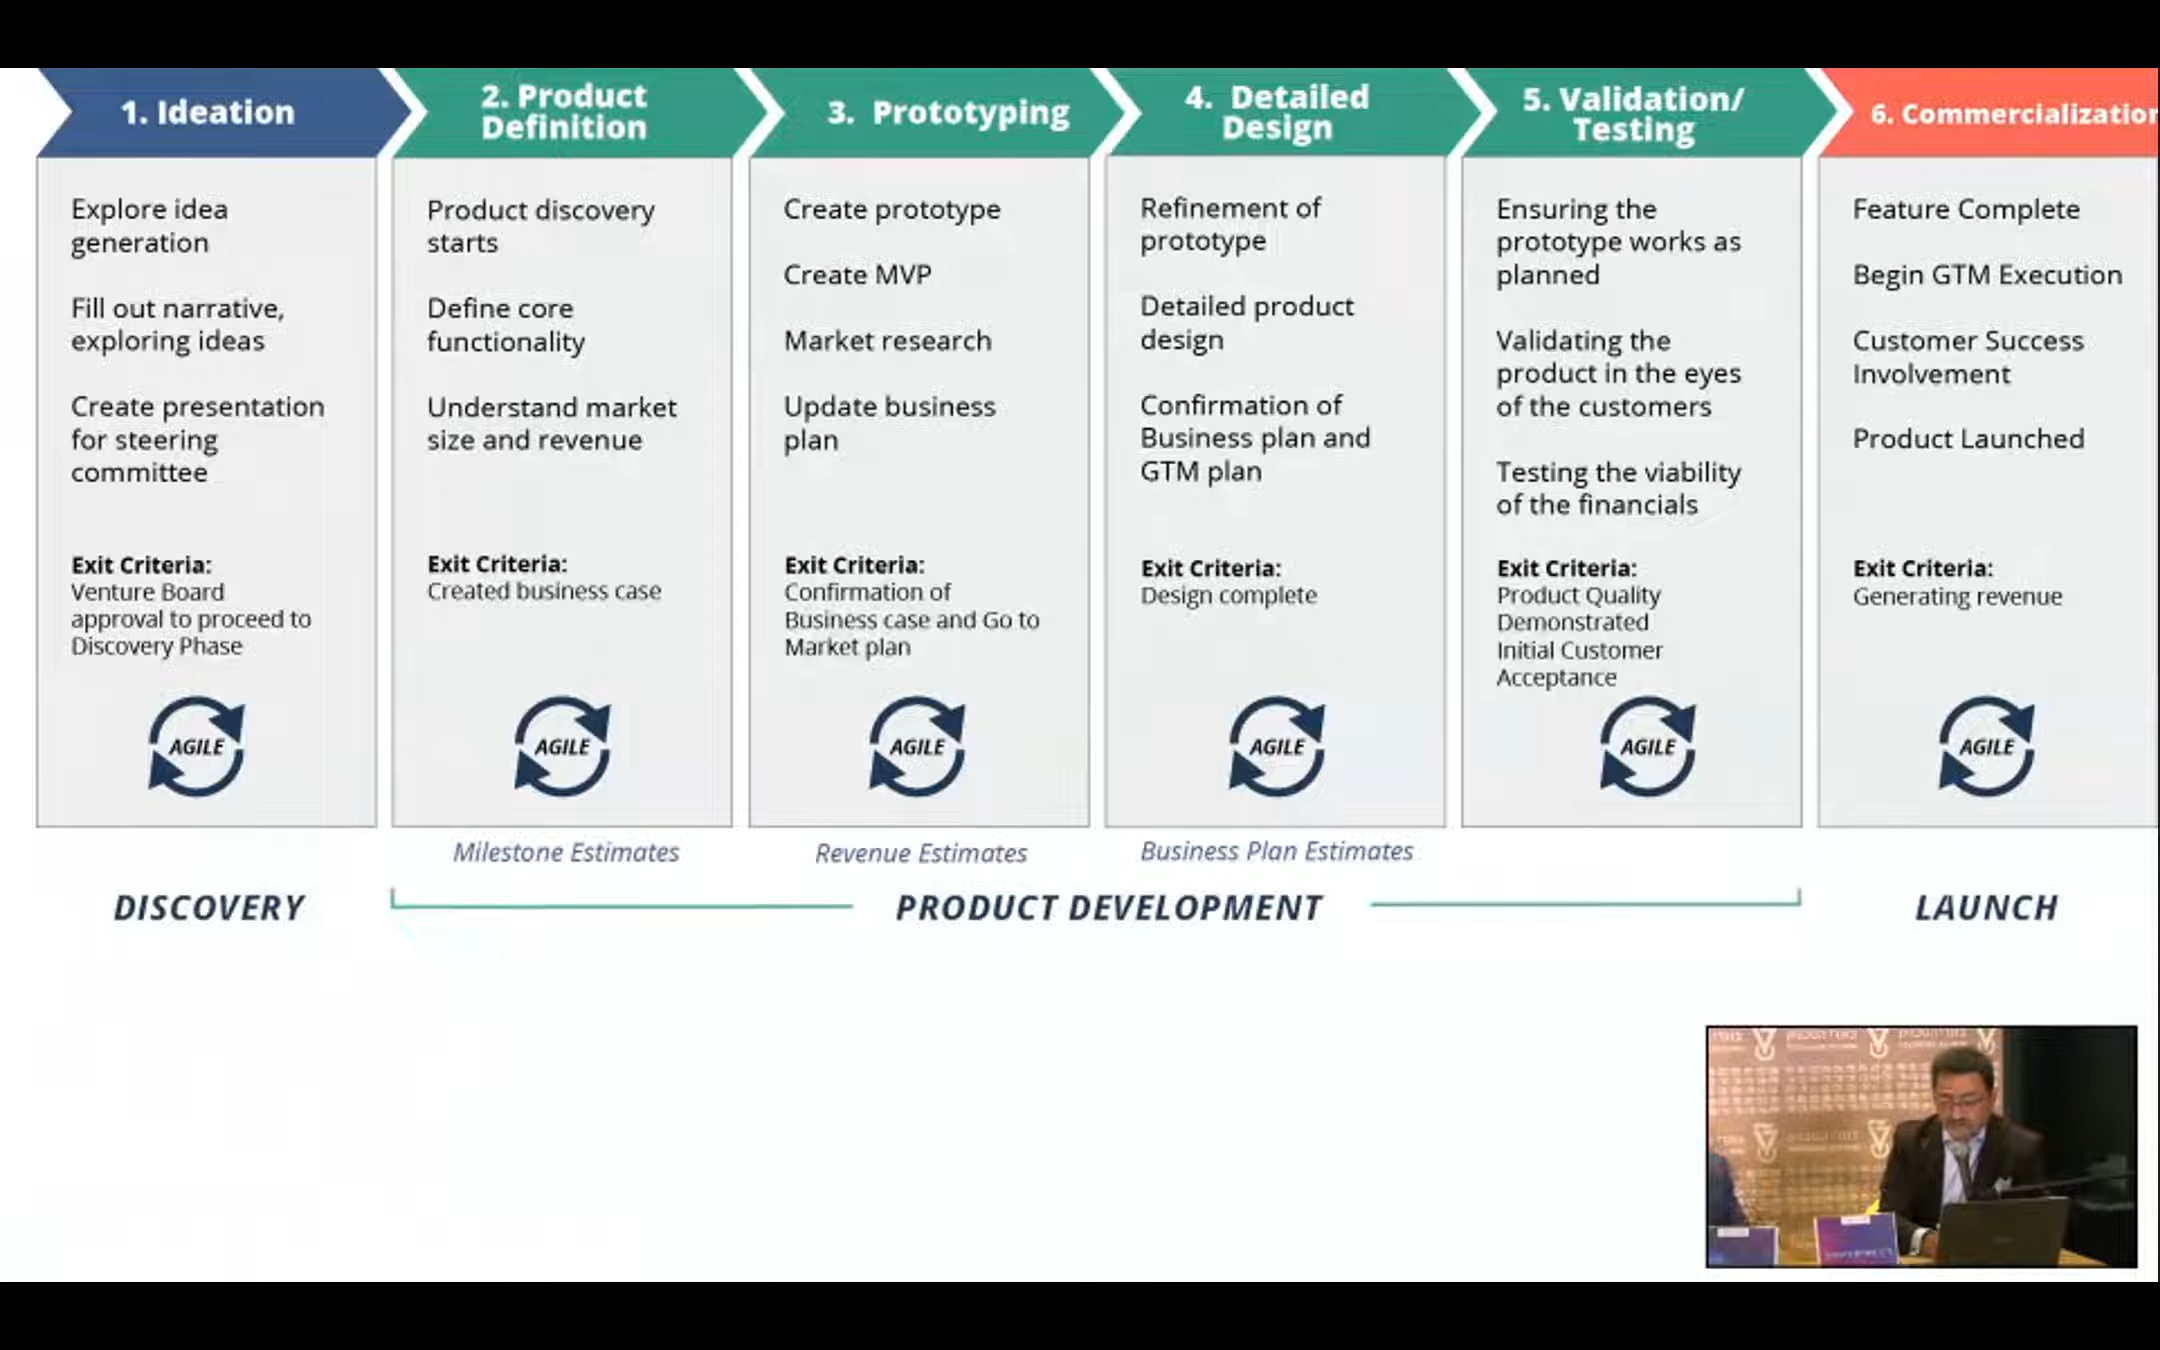 1. Ideation
Explore idea
generation
Fill out narrative,
exploring ideas
Create presentation
for steering
committee
Exit Criteria:
Venture Board
approval to proceed to
Discovery Phase
AGILE
2. Product
Definition
Product discovery
starts
Define core
functionality
Understand market
size and revenue
Exit Criteria:
Created business case
AGILE
Milestone Estimates
3. Prototyping
Create prototype
Create MVP
Market research
Update business
plan
Exit Criteria:
Confirmation of
Business case and Go to
Market plan
AGILE
Revenue Estimates
4. Detailed
Design
Refinement of
prototype
Detailed product
design
Confirmation of
Business plan and
GTM plan
Exit Criteria:
Design complete
AGILE
Business Plan Estimates
5. Validation/
Testing
Ensuring the
prototype works as
planned
Validating the
product in the eyes
of the customers
Testing the viability
of the financials
Exit Criteria:
Product Quality
Demonstrated
Initial Customer
Acceptance
AGILE
6. Commercialization
Feature Complete
Begin GTM Execution
Customer Success
Involvement
Product Launched
Exit Criteria:
Generating revenue
AGILE
DISCOVERY
PRODUCT DEVELOPMENT
LAUNCH